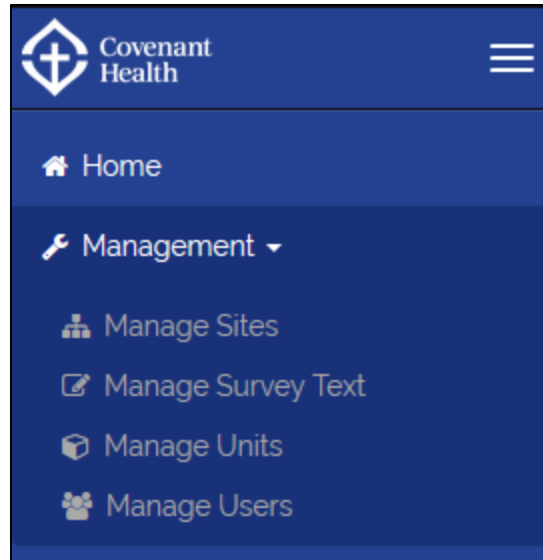 Covenant
Health
Home
Management
Manage Sites
Manage Survey Text
Manage Units
Manage Users